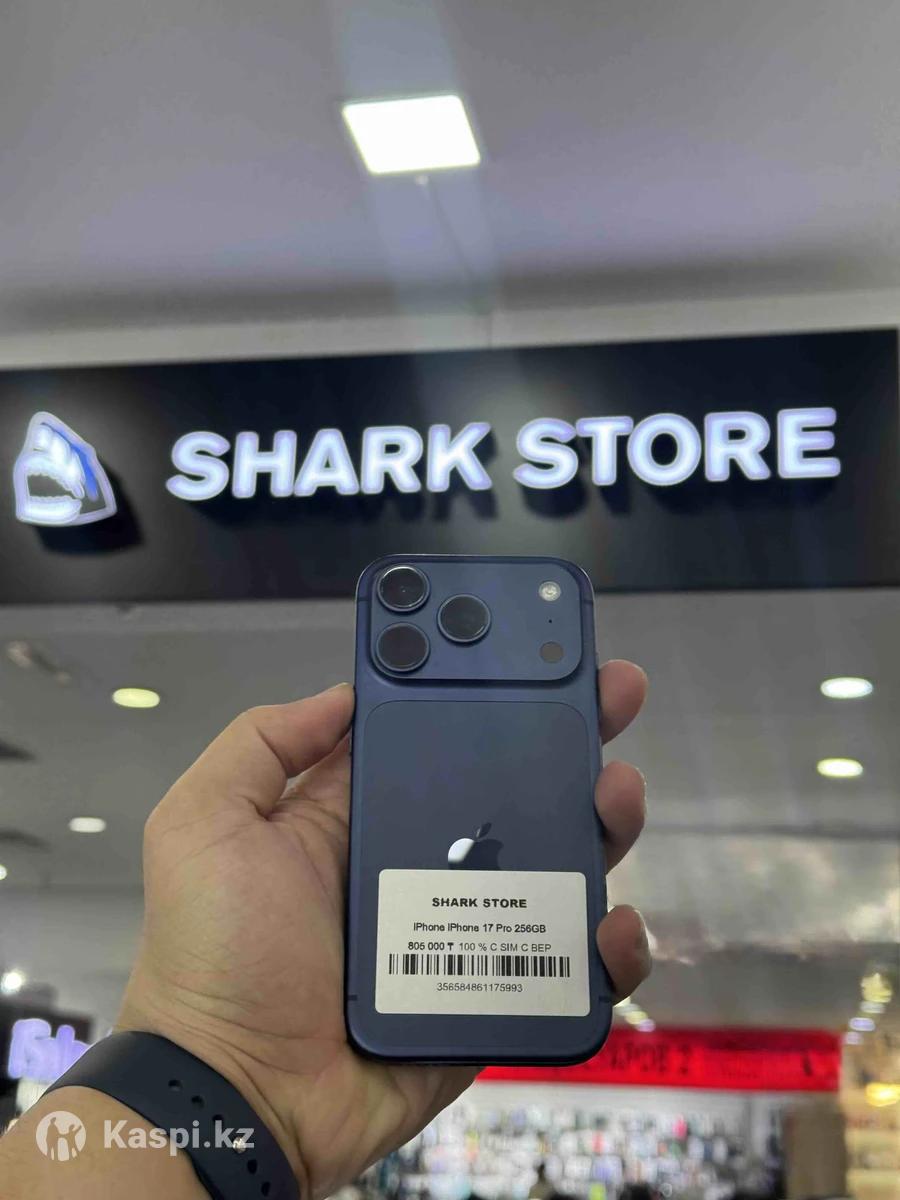 SHARK STORE
SHARK STORE
iPhone iPhone 17 Pro 256GB
805 000 ₸ 100 % C SIM C BEP
356584861175993
Kaspi.kz